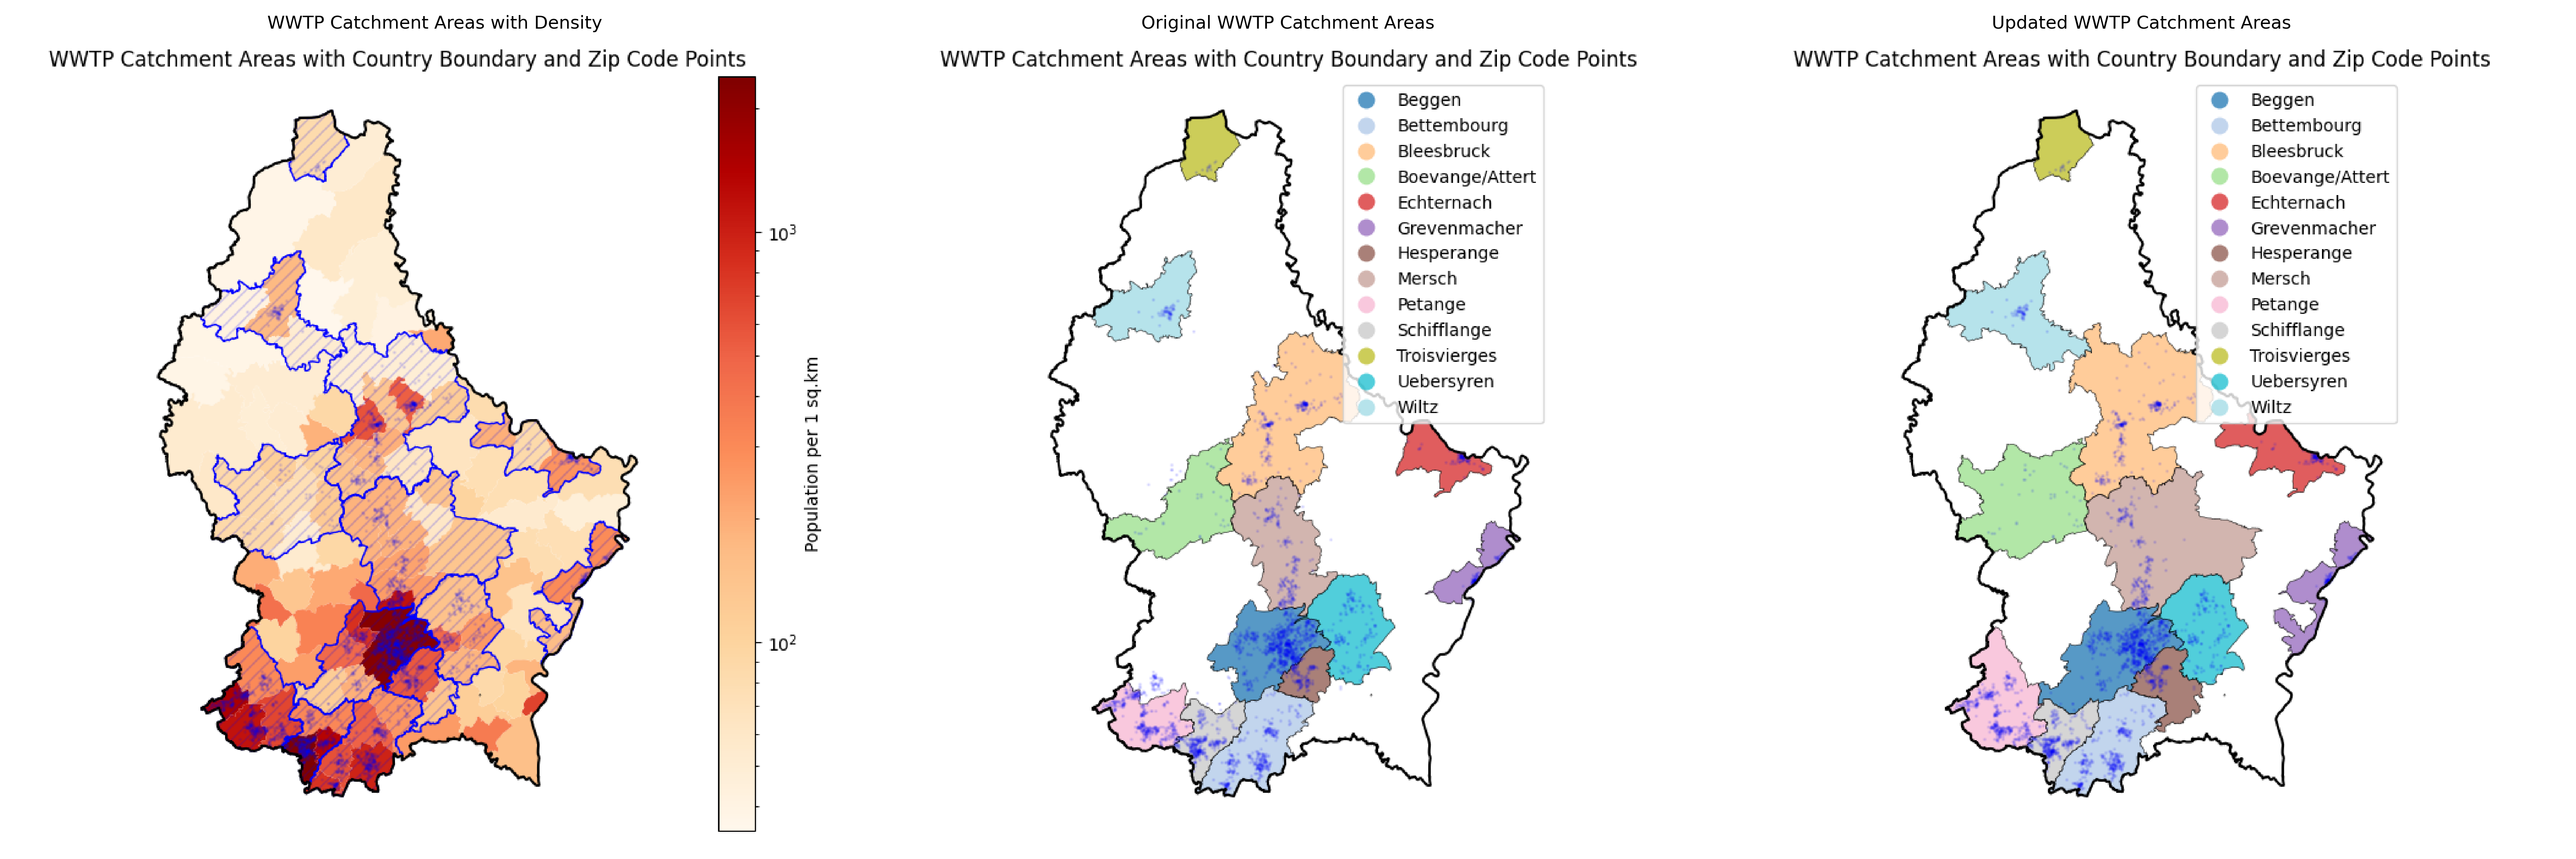 WWTP Catchment Areas with Density
WWTP Catchment Areas with Country Boundary and Zip Code Points
10³
10²
Population per 1 sq.km
Original WWTP Catchment Areas
WWTP Catchment Areas with Country Boundary and Zip Code Points
Beggen
Bettembourg
Bleesbruck
Boevange/Attert
Echternach
Grevenmacher
Hesperange
Mersch
Petange
Schifflange
Troisvierges
Uebersyren
Wiltz
Updated WWTP Catchment Areas
WWTP Catchment Areas with Country Boundary and Zip Code Points
Beggen
Bettembourg
Bleesbruck
Boevange/Attert
Echternach
Grevenmacher
Hesperange
Mersch
Petange
Schifflange
Troisvierges
Uebersyren
Wiltz